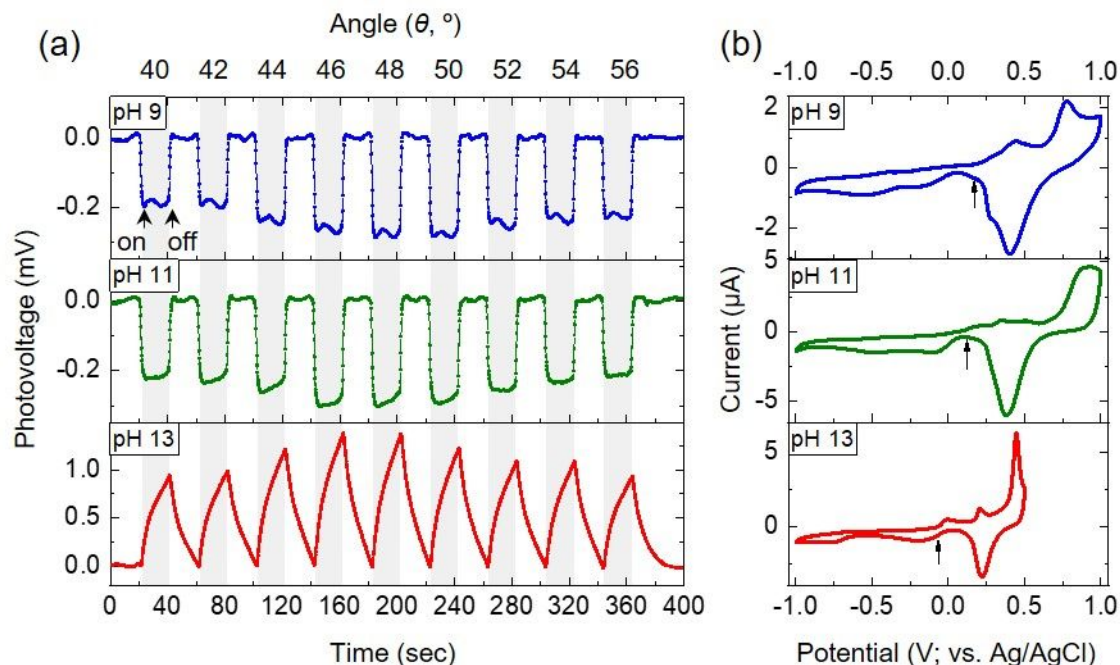 (a)
Angle (θ, º)
40 42 44 46 48 50 52 54 56
pH 9
0.0
-0.2
on off
pH 11
0.0
-0.2
pH 13
1.0
0.5
0.0
0 40 80 120 160 200 240 280 320 360 400
Time (sec)
Photovoltage (mV)
(b)
-1.0 0.0 0.5 1.0
pH 9
2
0
-2
5
pH 11
5
0
-5
pH 13
5
0
-1.0 -0.5 0.0 0.5 1.0
Potential (V; vs. Ag/AgCl)
Current (µA)